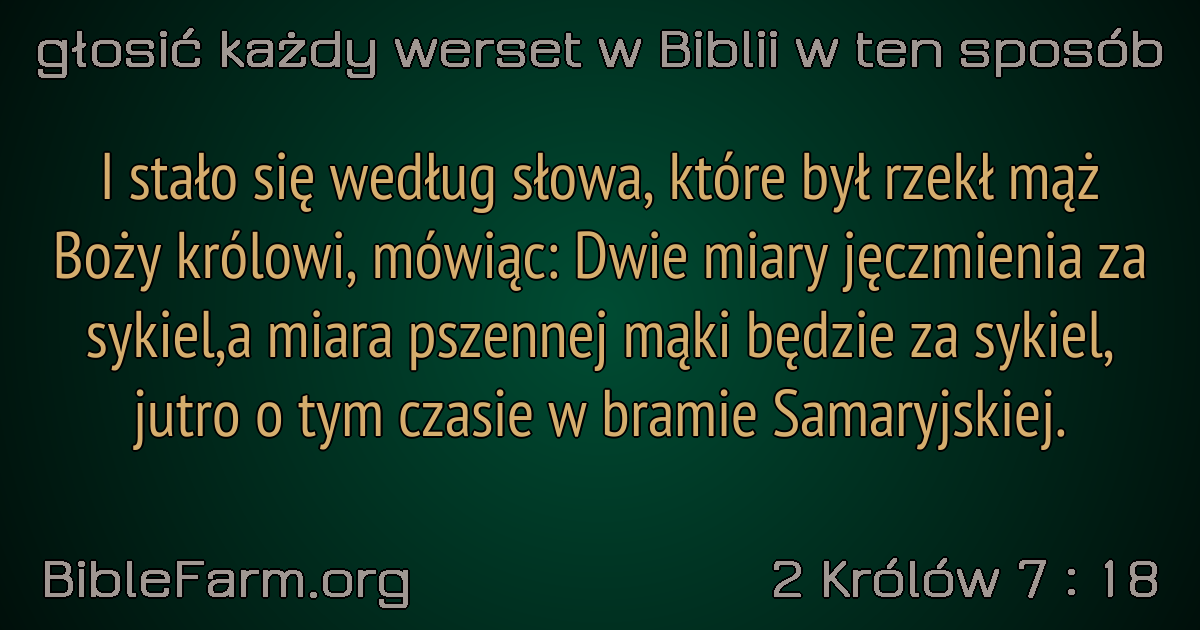 głosić każdy werset w Biblii w ten sposób
I stało się według słowa, które był rzekł mąż
Boży królowi, mówiąc: Dwie miary jęczmienia za
sykiel,a miara pszennej mąki będzie za sykiel,
jutro o tym czasie w bramie Samaryjskiej.
BibleFarm.org
2 Królów 7 : 18